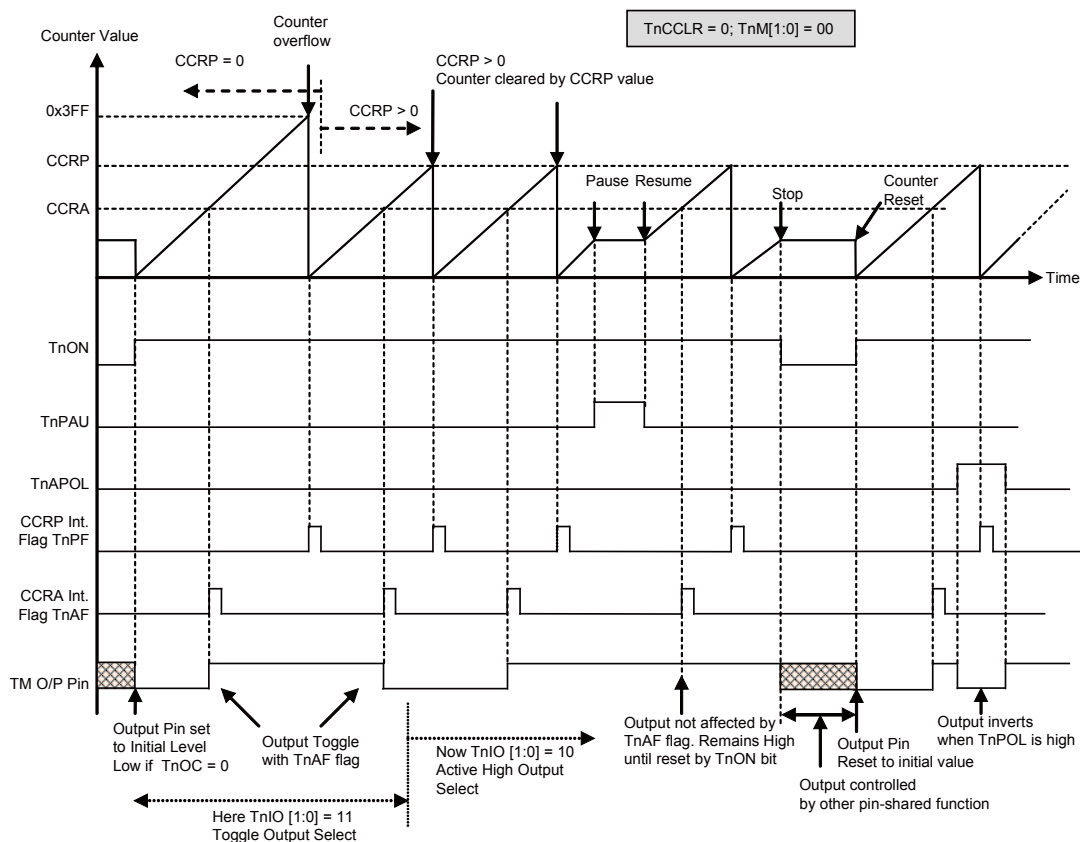 TnCCLR = 0; TnM[1:0] = 00
Counter Value
Counter
overflow
CCRP = 0
CCRP > 0
CCRP > 0
Counter cleared by CCRP value
0x3FF
CCRP
CCRA
Pause
Resume
Stop
Counter
Reset
Time
TnON
TnPAU
TnAPOL
CCRP Int.
Flag TnPF
CCRA Int.
Flag TnAF
TM O/P Pin
Output Pin set
to Initial Level
Low if TnOC = 0
Output Toggle
with TnAF flag
Now TnIO [1:0] = 10
Active High Output
Select
Here TnIO [1:0] = 11
Toggle Output Select
Output not affected by
TnAF flag. Remains High
until reset by TnON bit
Output Pin
Reset to initial value
Output controlled
by other pin-shared function
Output inverts
when TnPOL is high